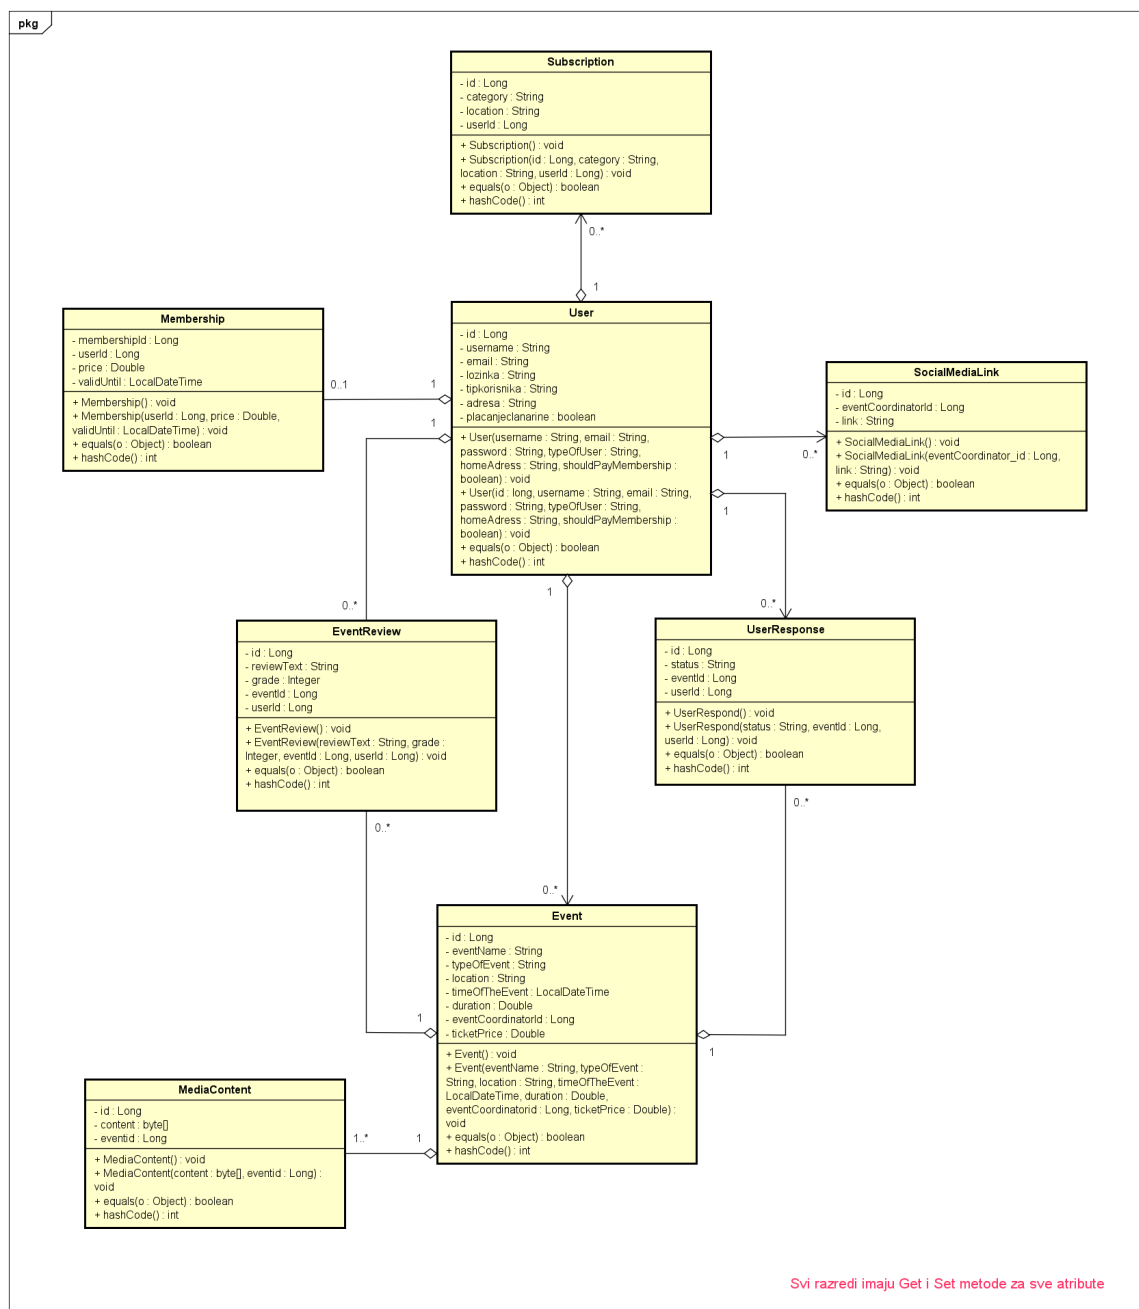 pkg
Subscription
- id : Long
- category : String
- location : String
- userId : Long
+ Subscription() : void
+ Subscription(id : Long, category : String,
location : String, userId : Long) : void
+ equals(o : Object) : boolean
+ hashCode() : int
0..*
1
Membership
- membershipId : Long
- userId : Long
- price : Double
- validUntil : LocalDateTime
+ Membership() : void
+ Membership(userId : Long, price : Double,
validUntil : LocalDateTime) : void
+ equals(o : Object) : boolean
+ hashCode() : int
0..1
1
1
User
- id : Long
- username : String
- email : String
- lozinka : String
- tipkorisnika : String
- adresa : String
- placanjeclanarine : boolean
+ User(username : String, email : String,
password : String, typeOfUser : String,
homeAdress : String, shouldPayMembership :
boolean) : void
+ User(id : long, username : String, email : String,
password : String, typeOfUser : String,
homeAdress : String, shouldPayMembership :
boolean) : void
+ equals(o : Object) : boolean
+ hashCode() : int
1
0..*
1
SocialMediaLink
- id : Long
- eventCoordinatorId : Long
- link : String
+ SocialMediaLink() : void
+ SocialMediaLink(eventCoordinator_id : Long,
link : String) : void
+ equals(o : Object) : boolean
+ hashCode() : int
1
0..*
0..*
EventReview
- id : Long
- reviewText : String
- grade : Integer
- eventId : Long
- userId : Long
+ EventReview() : void
+ EventReview(reviewText : String, grade :
Integer, eventId : Long, userId : Long) : void
+ equals(o : Object) : boolean
+ hashCode() : int
0..*
UserResponse
- id : Long
- status : String
- eventId : Long
- userId : Long
+ UserRespond() : void
+ UserRespond(status : String, eventId : Long,
userId : Long) : void
+ equals(o : Object) : boolean
+ hashCode() : int
0..*
0..*
Event
- id : Long
- eventName : String
- typeOfEvent : String
- location : String
- timeOfTheEvent : LocalDateTime
- duration : Double
- eventCoordinatorId : Long
- ticketPrice : Double
+ Event() : void
+ Event(eventName : String, typeOfEvent :
String, location : String, timeOfTheEvent :
LocalDateTime, duration : Double,
eventCoordinatorid : Long, ticketPrice : Double) :
void
+ equals(o : Object) : boolean
+ hashCode() : int
1
1
MediaContent
- id : Long
- content : byte[]
- eventid : Long
+ MediaContent() : void
+ MediaContent(content : byte[], eventid : Long) :
void
+ equals(o : Object) : boolean
+ hashCode() : int
1..*
1
Svi razredi imaju Get i Set metode za sve atribute